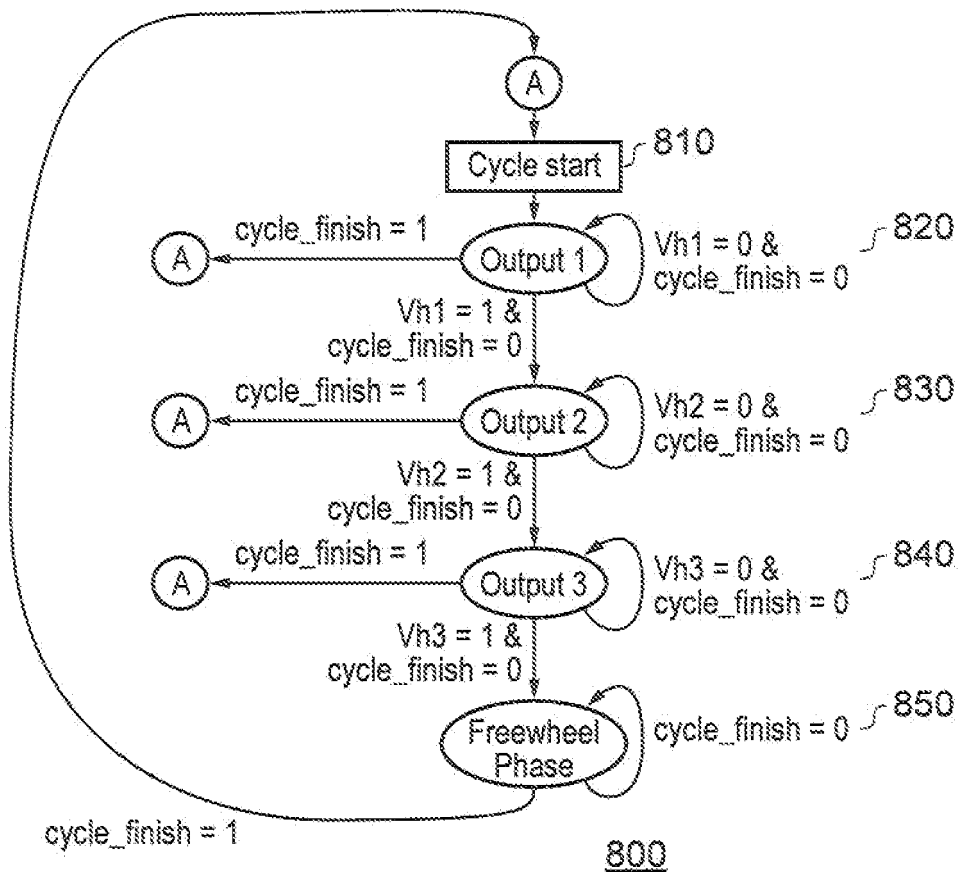 A
Cycle start
810
cycle_finish = 1
A
Output 1
Vh1 = 0 &
cycle_finish = 0
820
Vh1 = 1 &
cycle_finish = 0
cycle_finish = 1
A
Output 2
Vh2 = 0 &
cycle_finish = 0
830
Vh2 = 1 &
cycle_finish = 0
cycle_finish = 1
A
Output 3
Vh3 = 0 &
cycle_finish = 0
840
Vh3 = 1 &
cycle_finish = 0
Freewheel
Phase
cycle_finish = 0
850
cycle_finish = 1
800